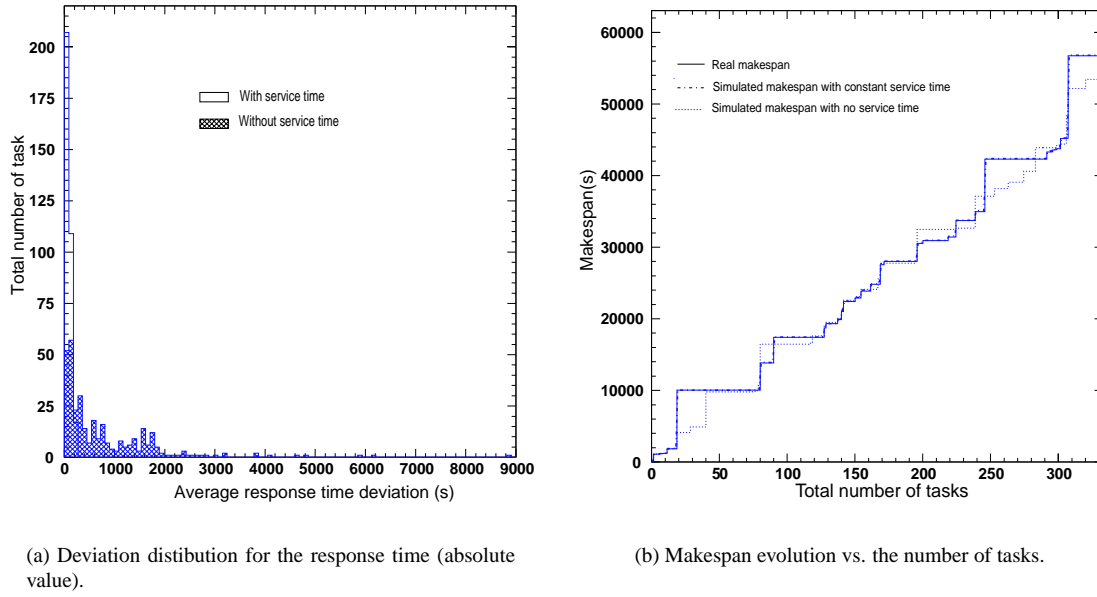 200
175
150
125
100
75
50
25
0
Total number of task
With service time
Without service time
0 1000 2000 3000 4000 5000 6000 7000 8000 9000
Average response time deviation (s)
60000
50000
40000
30000
20000
10000
0
Makespan(s)
Real makespan
Simulated makespan with constant service time
Simulated makespan with no service time
0 50 100 150 200 250 300
Total number of tasks
(a) Deviation distibution for the response time (absolute
value).
(b) Makespan evolution vs. the number of tasks.